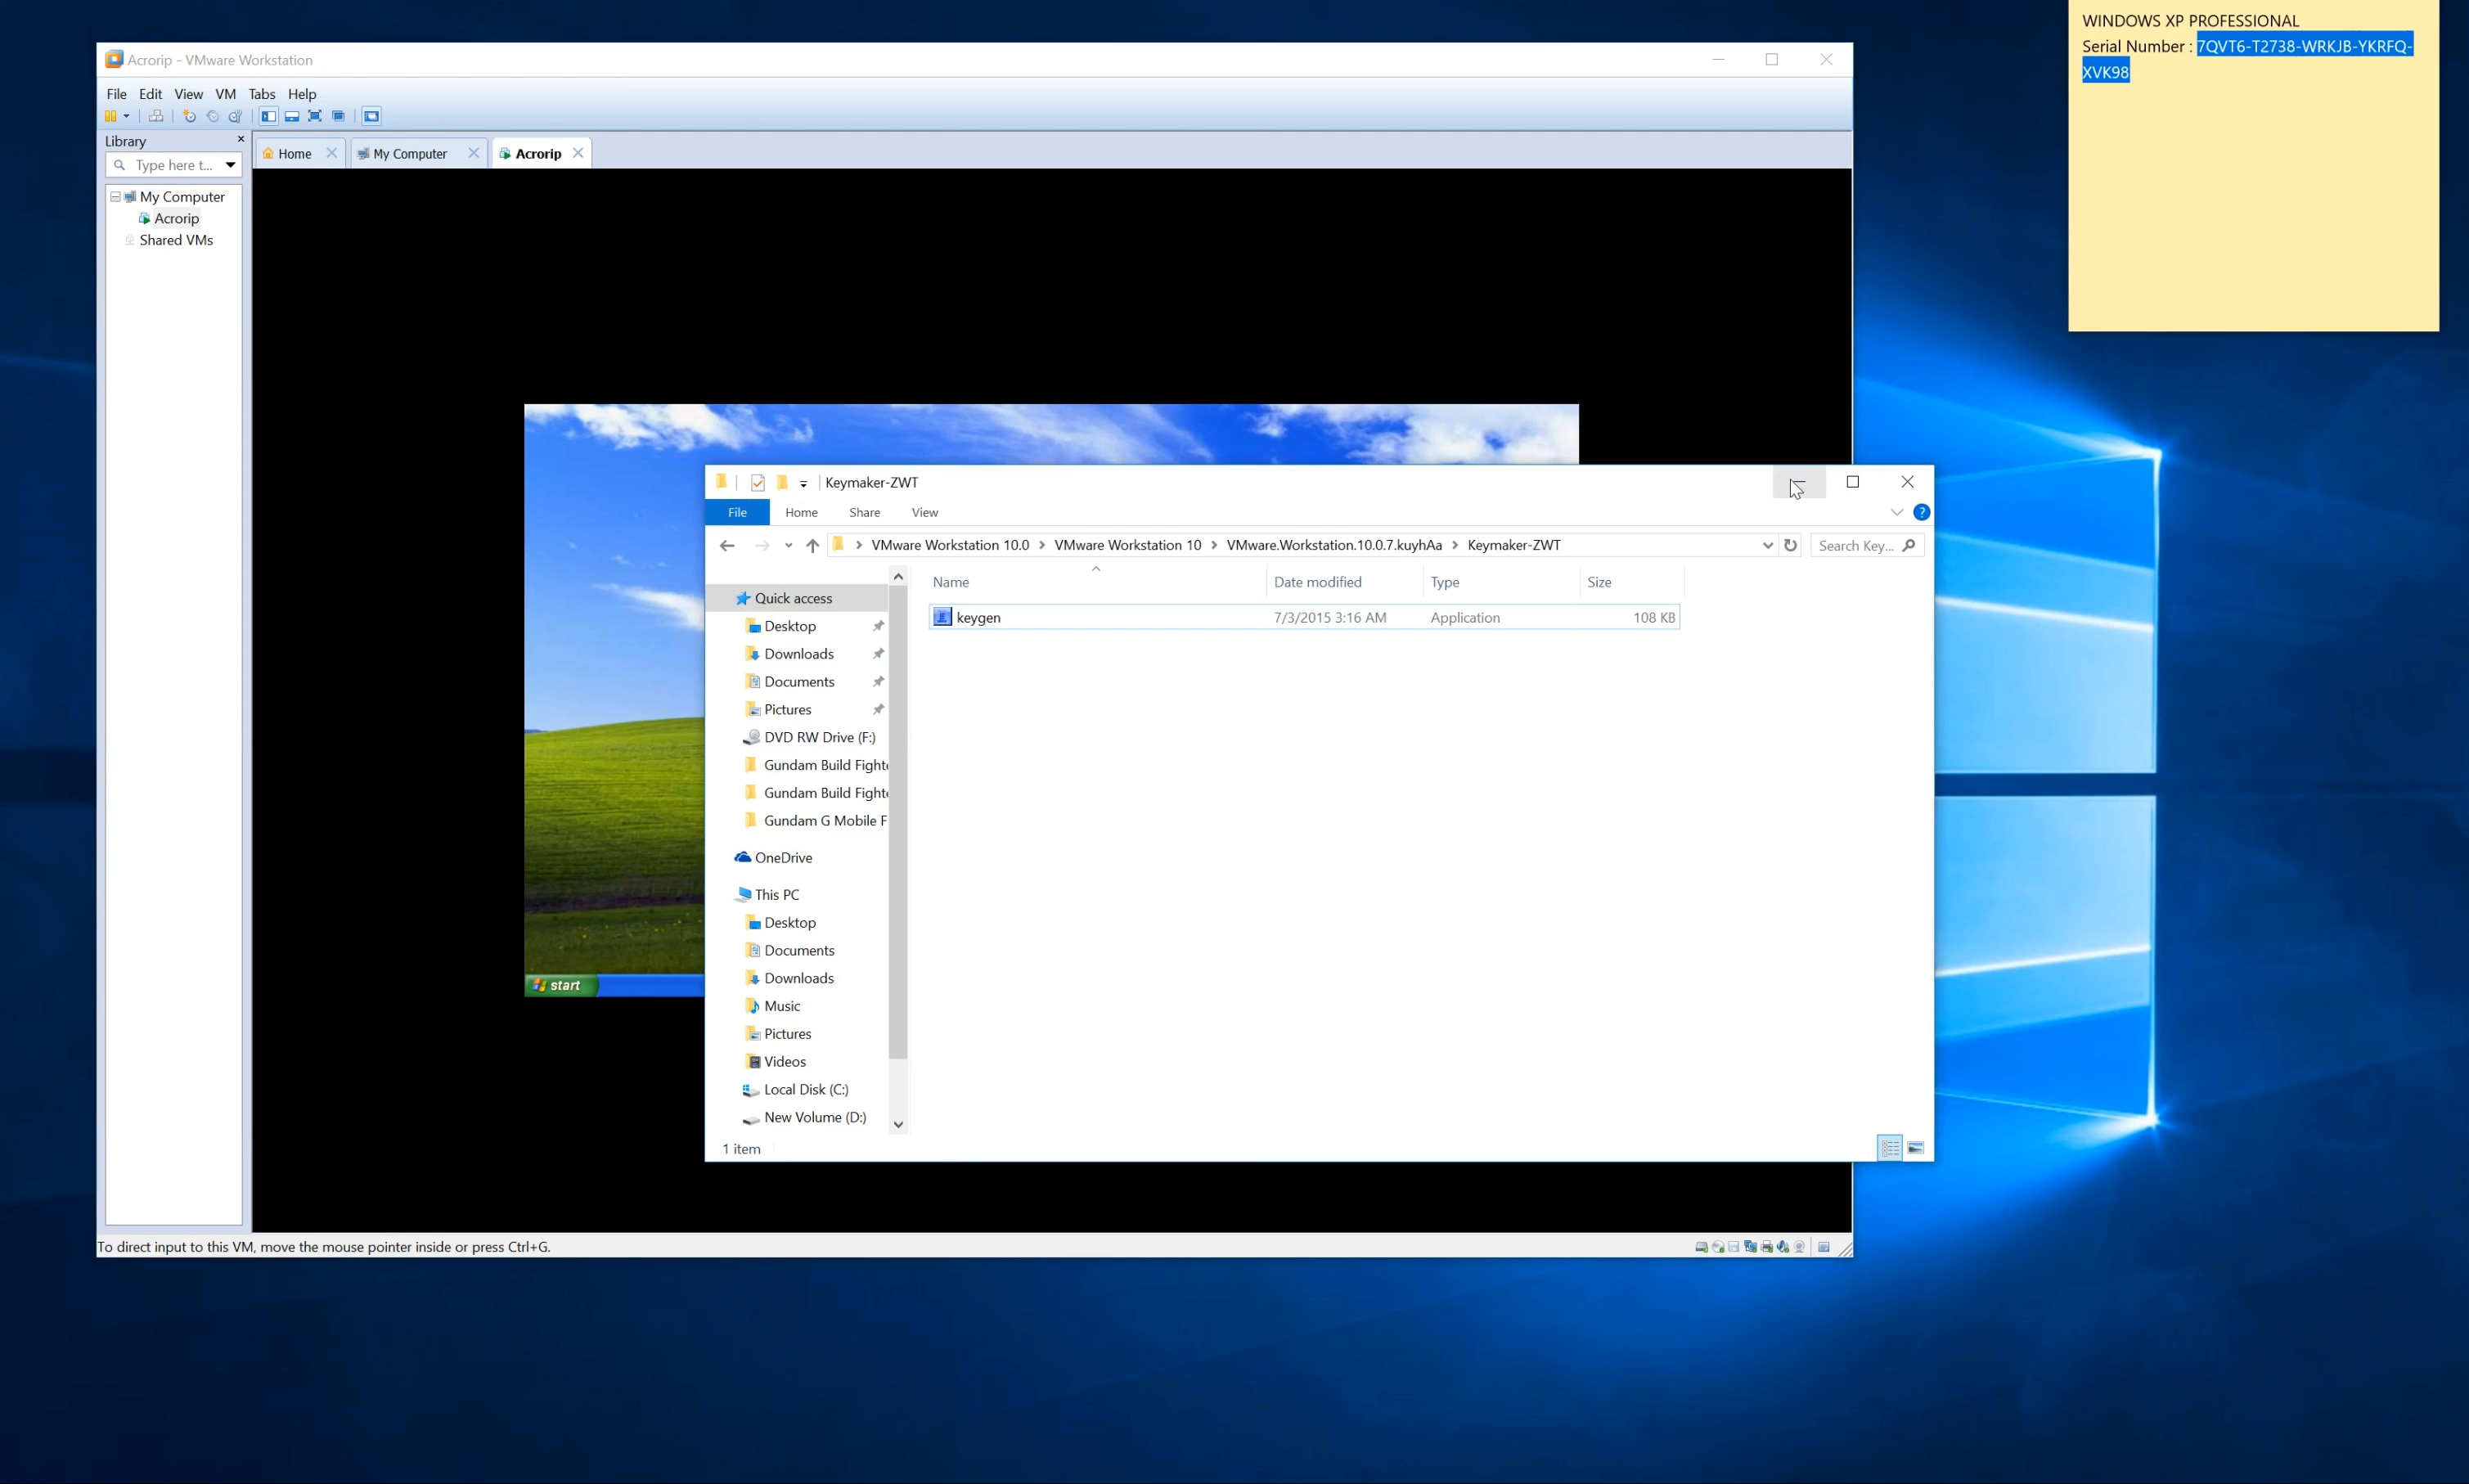 WINDOWS XP PROFESSIONAL
Serial Number : 7QVT6-T2738-WRKJB-YKRFQ-
XVK98
Acrorip - VMware Workstation
File Edit View VM Tabs Help
Library
Type here t...
Home
My Computer
Acrorip
My Computer
Acrorip
Shared VMs
Keymaker-ZWT
File Home Share View
VMware Workstation 10.0 VMware Workstation 10 VMware.Workstation.10.0.7.kuyhAa Keymaker-ZWT
Search Key...
Name Date modified Type Size
Quick access
keygen 7/3/2015 3:16 AM Application 108 KB
Desktop
Downloads
Documents
Pictures
DVD RW Drive (F:)
Gundam Build Fight
Gundam Build Fight
Gundam G Mobile F
OneDrive
This PC
Desktop
Documents
Downloads
Music
Pictures
Videos
Local Disk (C:)
New Volume (D:)
1 item
start
To direct input to this VM, move the mouse pointer inside or press Ctrl+G.